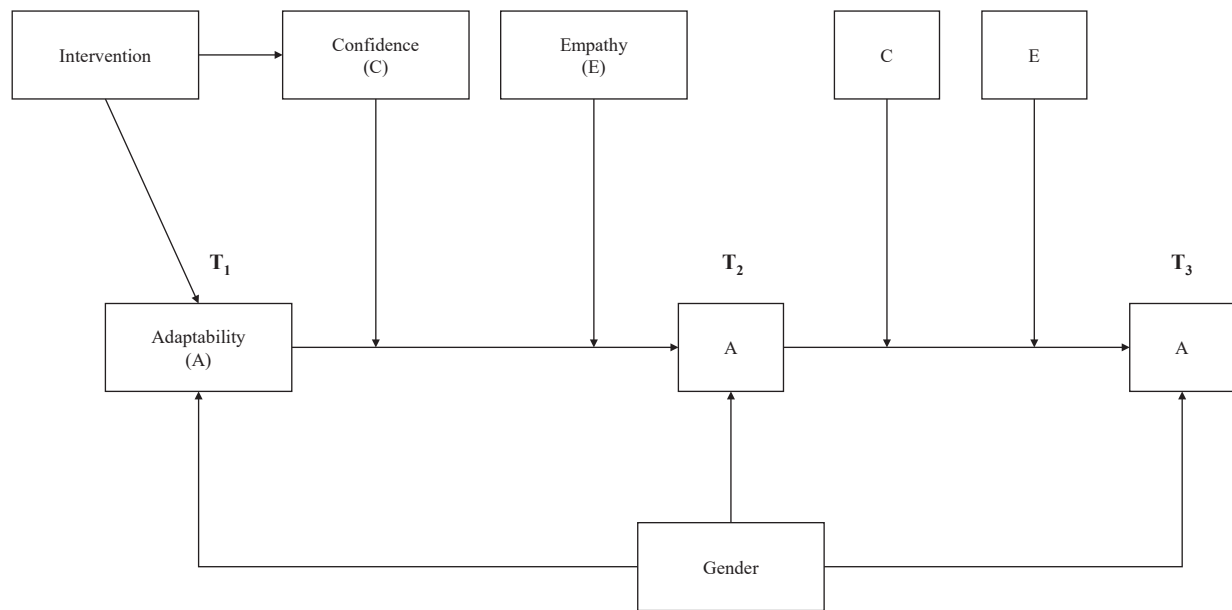 Intervention
Confidence
(C)
Empathy
(E)
C
E
T1
T2
T3
Adaptability
(A)
A
A
Gender